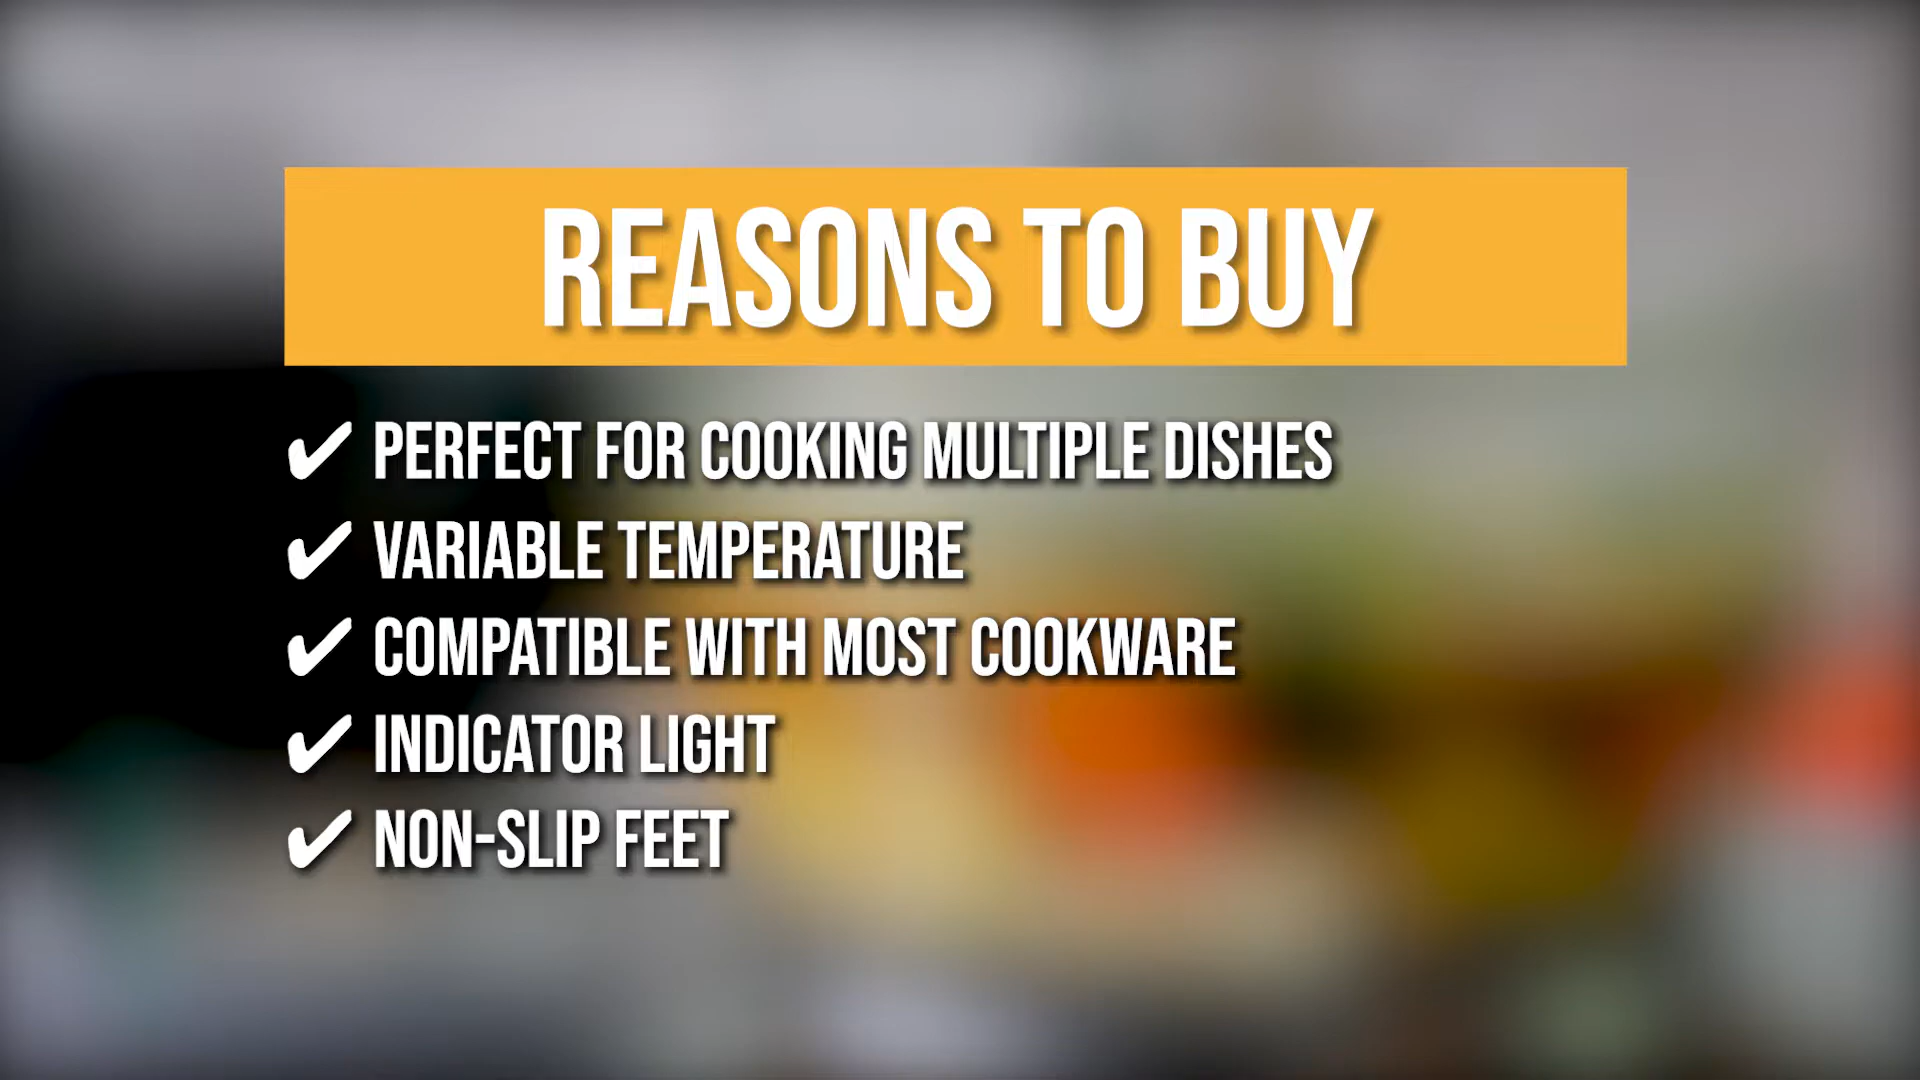 REASONS TO BUY
✔ PERFECT FOR COOKING MULTIPLE DISHES
✔ VARIABLE TEMPERATURE
✔ COMPATIBLE WITH MOST COOKWARE
✔ INDICATOR LIGHT
✔ NON-SLIP FEET